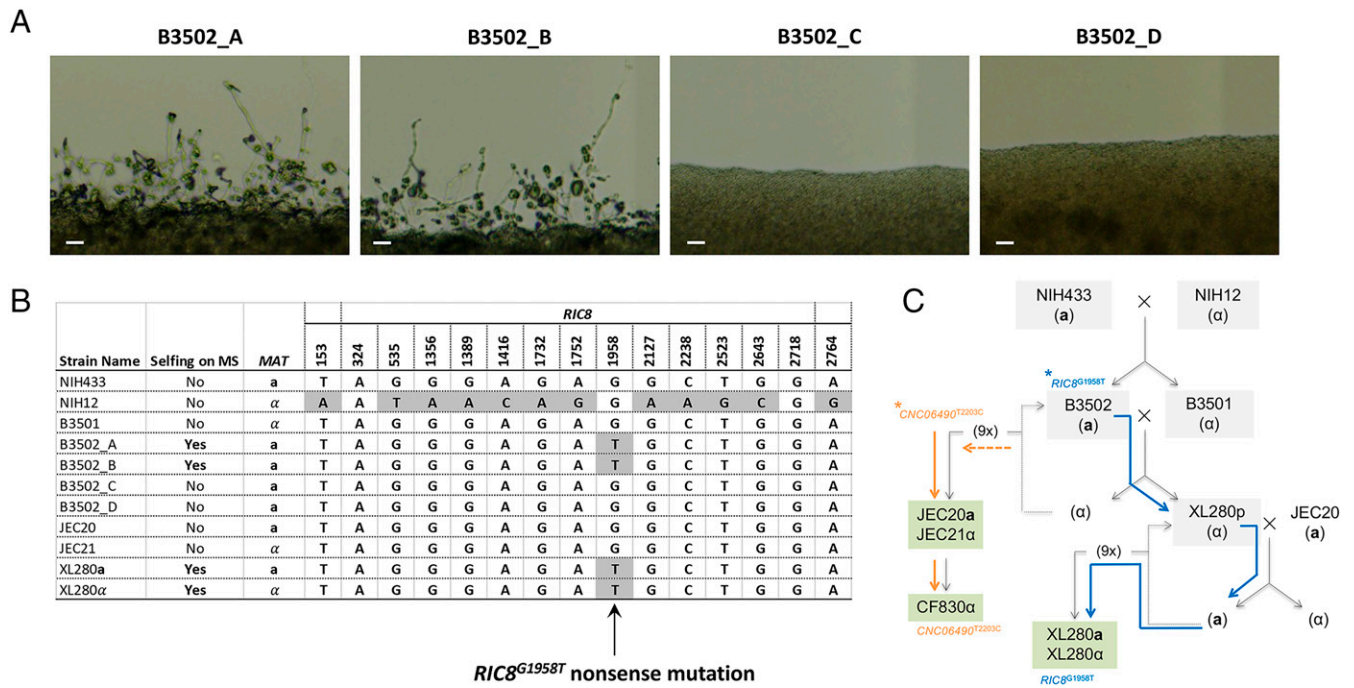 A
B3502_A B3502_B B3502_C B3502_D
B
RIC8
Strain Name Selfing on MS MAT 153 324 535 1356 1389 1416 1732 1752 1958 2127 2238 2523 2643 2718 2764
NIH433 No a T A G G G A G A G G C T G G A
NIH12 No α A A T A A C A G G A A G C G G
B3501 No α T A G G G A G A G G C T G G A
B3502_A Yes a T A G G G A G A T G C T G G A
B3502_B Yes a T A G G G A G A T G C T G G A
B3502_C No a T A G G G A G A G G C T G G A
B3502_D No a T A G G G A G A G G C T G G A
JEC20 No a T A G G G A G A G G C T G G A
JEC21 No α T A G G G A G A G G C T G G A
XL280a Yes a T A G G G A G A T G C T G G A
XL280α Yes α T A G G G A G A T G C T G G A
RIC8G1958T nonsense mutation
C
NIH433 × NIH12
(a) (α)
*RIC8G1958T
B3502 × B3501
(a) (α)
*CNC06490T2203C
(9x)
(α)
XL280p × JEC20
(α) (a)
JEC20a
JEC21α
(9x)
CF830α
CNC06490T2203C
(a) (α)
XL280a
XL280α
RIC8G1958T